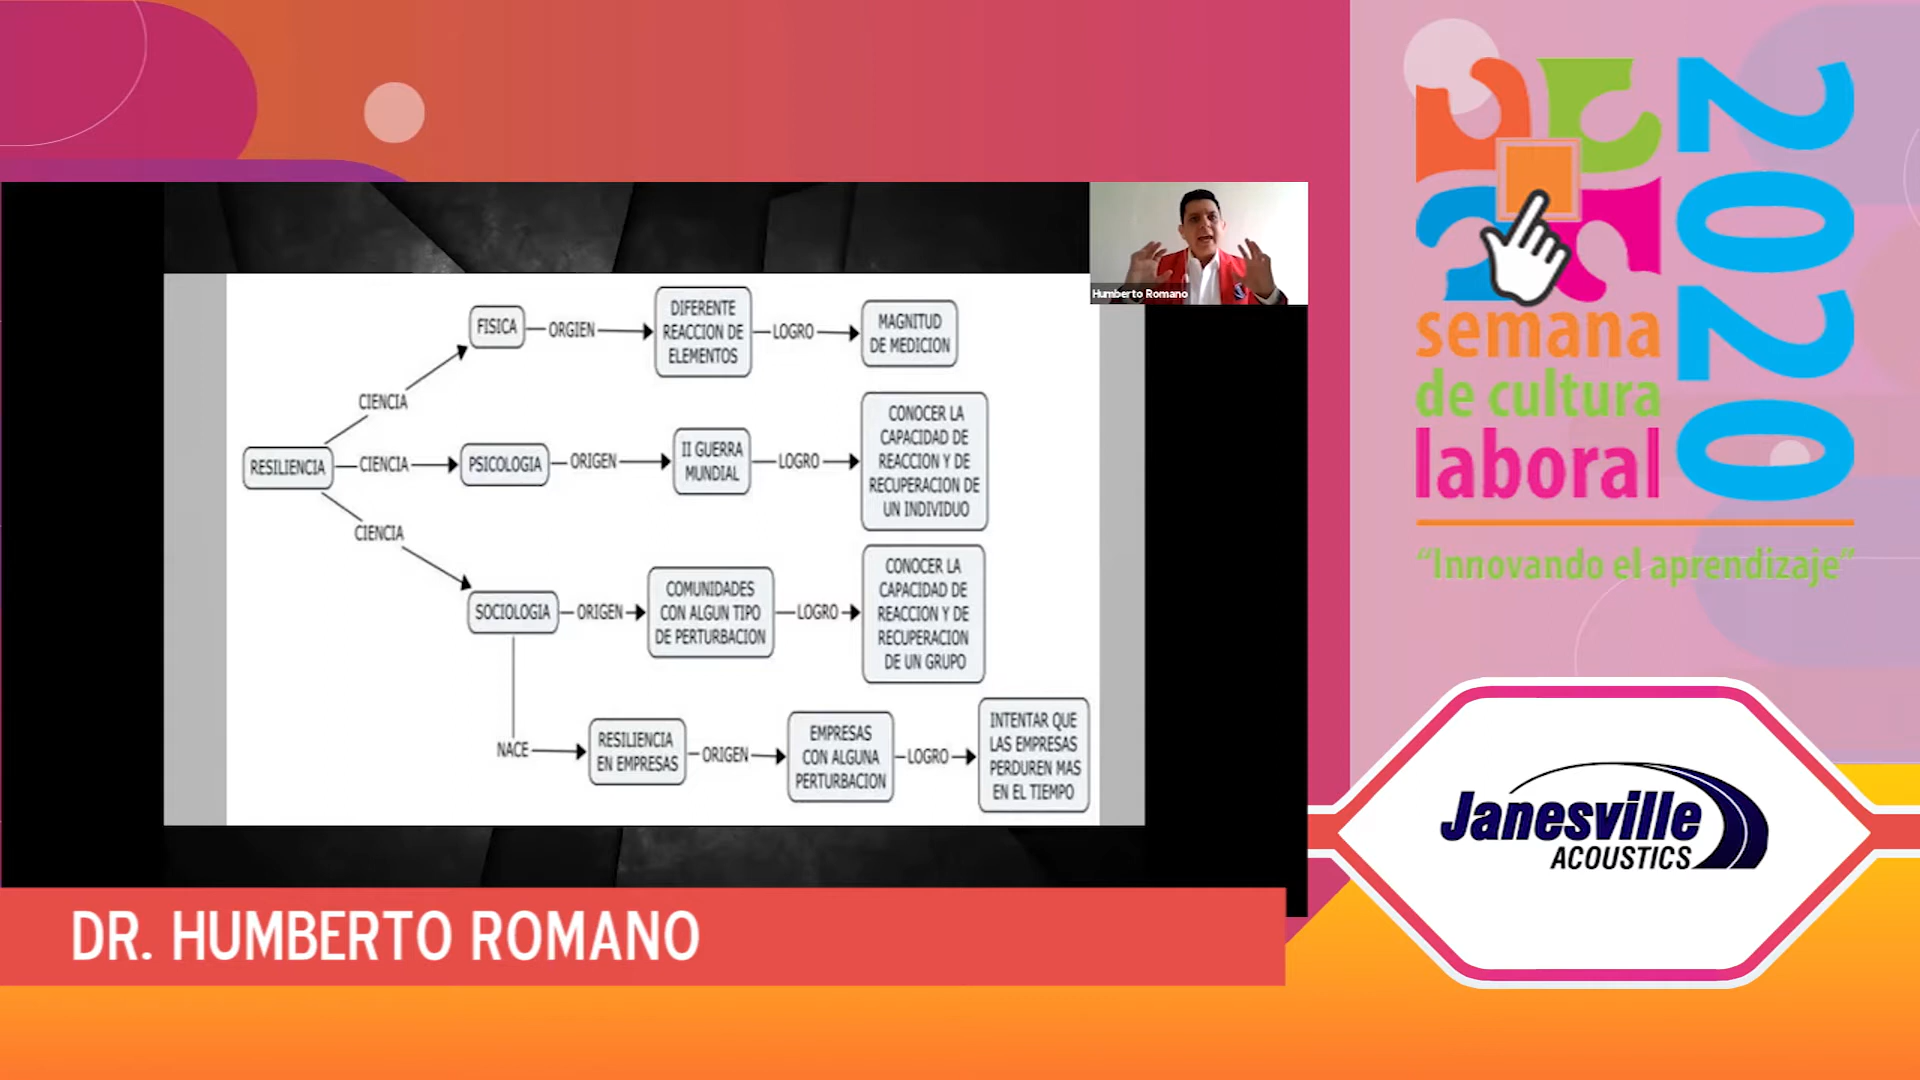 Humberto Romano
FISICA
ORGIEN
DIFERENTE
REACCION DE
ELEMENTOS
LOGRO
MAGNITUD
DE MEDICION
CIENCIA
RESILIENCIA
CIENCIA
PSICOLOGIA
ORIGEN
II GUERRA
MUNDIAL
LOGRO
CONOCER LA
CAPACIDAD DE
REACCION Y DE
RECUPERACION DE
UN INDIVIDUO
CIENCIA
SOCIOLOGIA
ORIGEN
COMUNIDADES
CON ALGUN TIPO
DE PERTURBACION
LOGRO
CONOCER LA
CAPACIDAD DE
REACCION Y DE
RECUPERACION
DE UN GRUPO
NACE
RESILIENCIA
EN EMPRESAS
ORIGEN
EMPRESAS
CON ALGUNA
PERTURBACION
LOGRO
INTENTAR QUE
LAS EMPRESAS
PERDUREN MAS
EN EL TIEMPO
DR. HUMBERTO ROMANO
semana
de cultura
laboral
2020
“Innovando el aprendizaje”
Janesville
ACOUSTICS